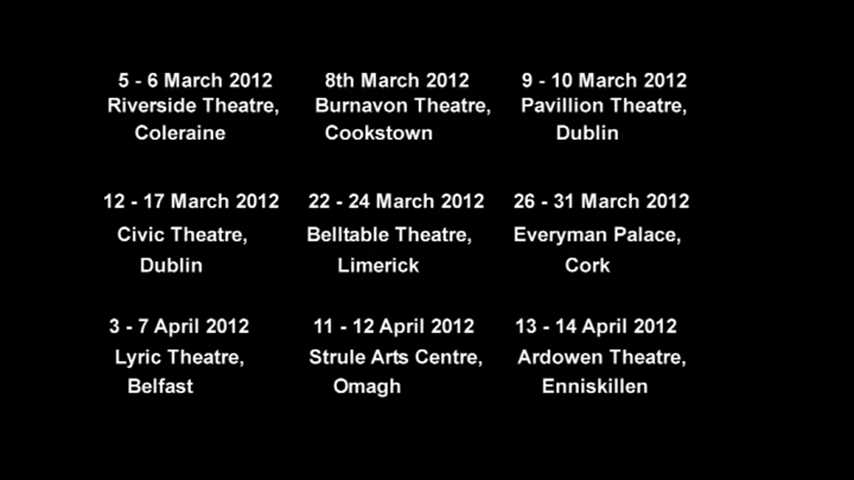 5 - 6 March 2012
Riverside Theatre,
Coleraine
8th March 2012
Burnavon Theatre,
Cookstown
9 - 10 March 2012
Pavillion Theatre,
Dublin
12 - 17 March 2012
Civic Theatre,
Dublin
22 - 24 March 2012
Belltable Theatre,
Limerick
26 - 31 March 2012
Everyman Palace,
Cork
3 - 7 April 2012
Lyric Theatre,
Belfast
11 - 12 April 2012
Strule Arts Centre,
Omagh
13 - 14 April 2012
Ardowen Theatre,
Enniskillen